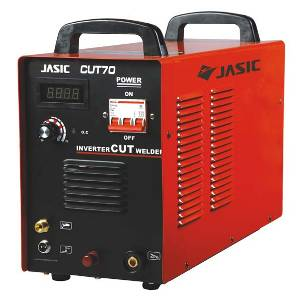 JASIC CUT70
POWER
ON
OFF
INVERTER CUT WELDER
JASIC